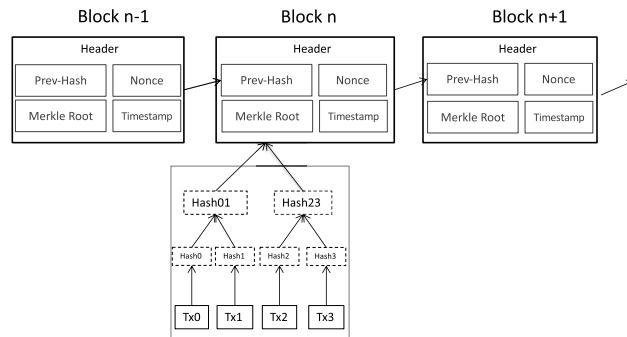 Block n-1 Block n Block n+1
Header Header Header
Prev-Hash Nonce Prev-Hash Nonce Prev-Hash Nonce
Merkle Root Timestamp Merkle Root Timestamp Merkle Root Timestamp
Hash01 Hash23
Hash0 Hash1 Hash2 Hash3
Tx0 Tx1 Tx2 Tx3